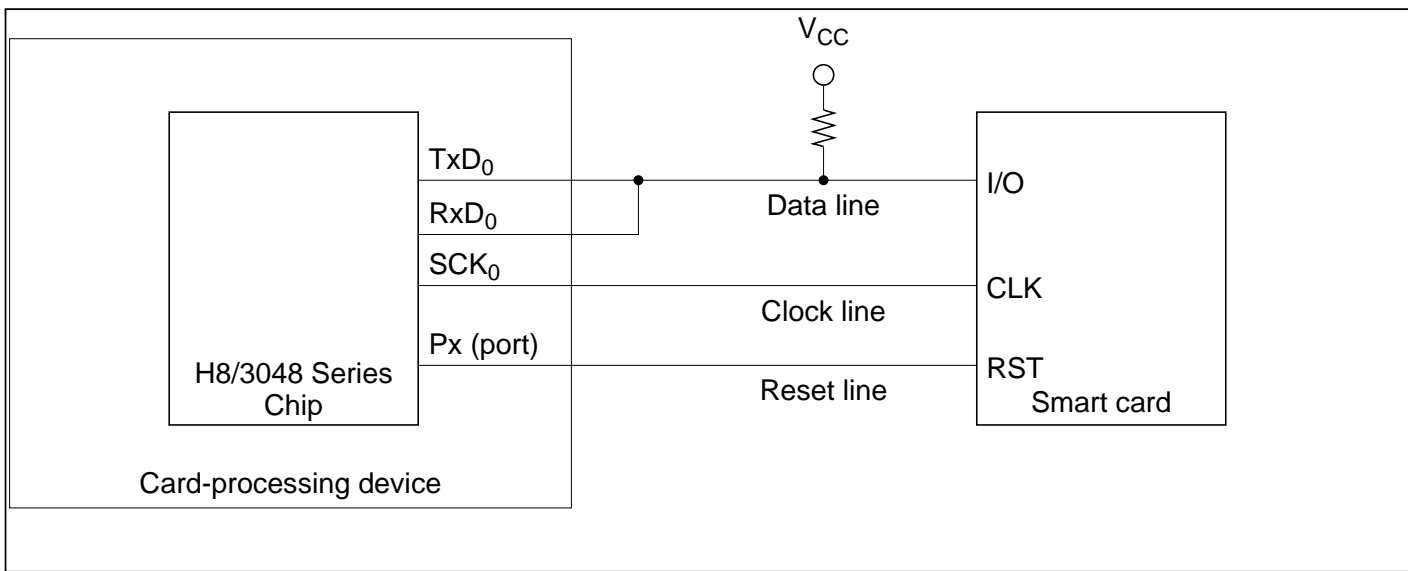 VCC
TxD0
RxD0
SCK0
Px (port)
H8/3048 Series
Chip
Card-processing device
Data line
Clock line
Reset line
I/O
CLK
RST
Smart card